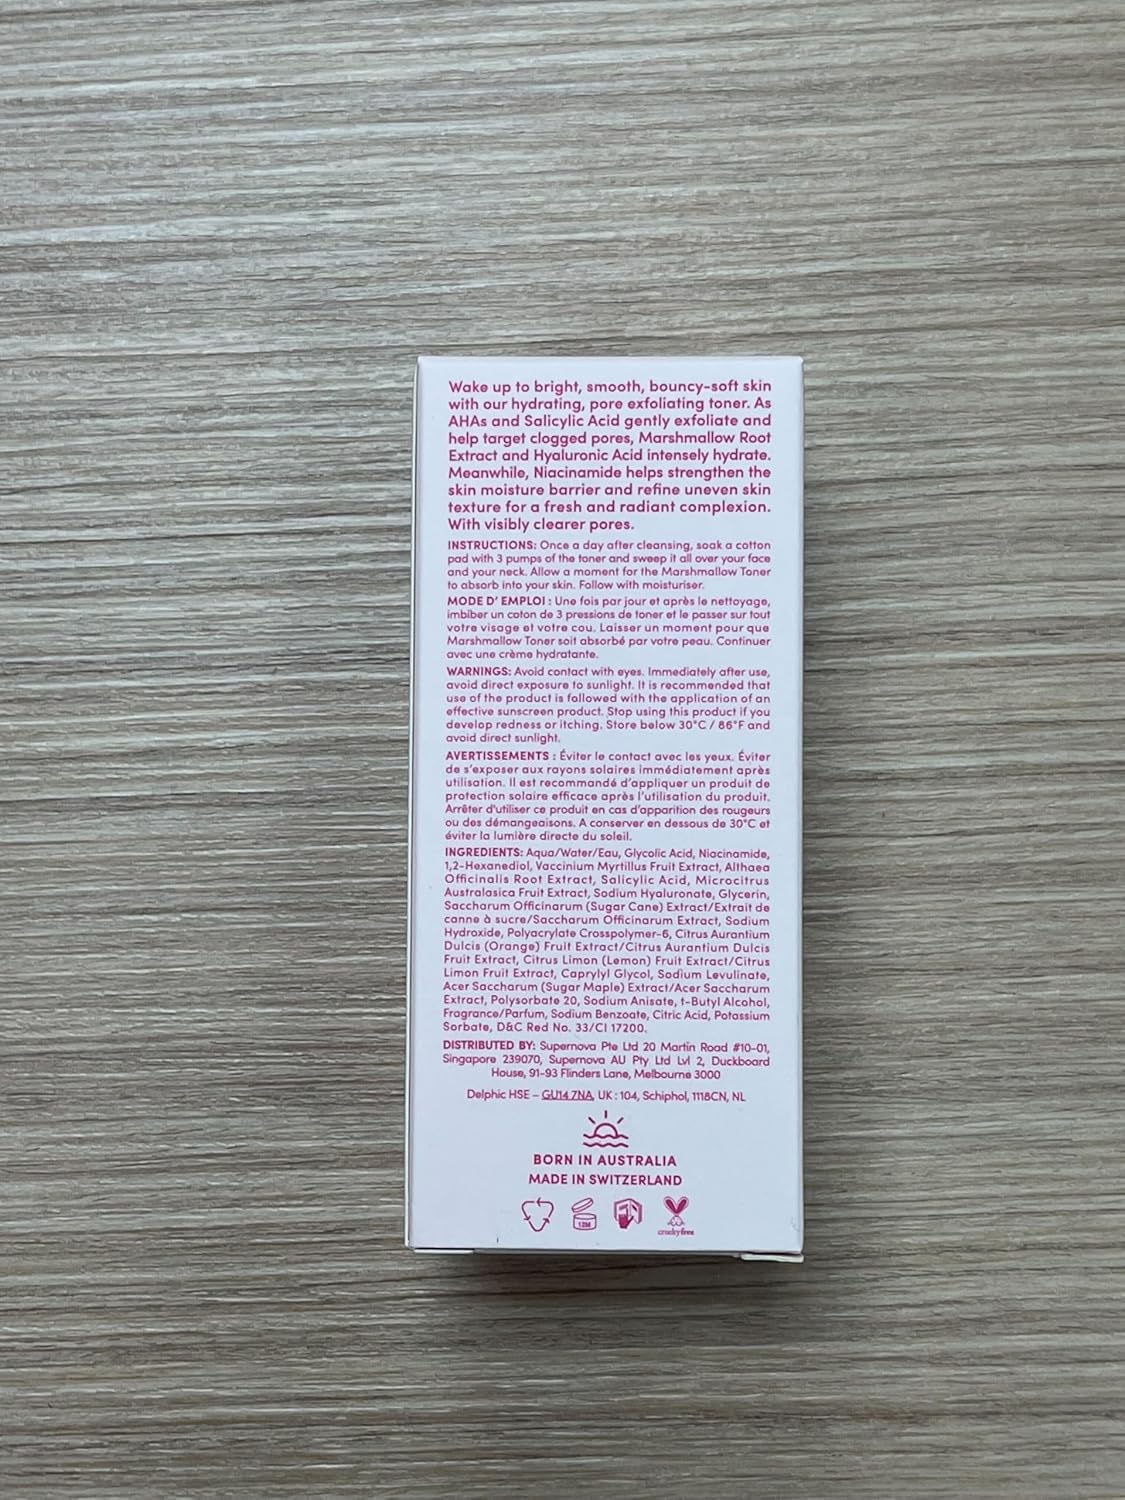 Wake up to bright, smooth, bouncy-soft skin
with our hydrating, pore exfoliating toner. As
AHAs and Salicylic Acid gently exfoliate and
help target clogged pores, Marshmallow Root
Extract and Hyaluronic Acid intensely hydrate.
Meanwhile, Niacinamide helps strengthen the
skin moisture barrier and refine uneven skin
texture for a fresh and radiant complexion.
With visibly clearer pores.
INSTRUCTIONS: Once a day after cleansing, soak a cotton
pad with 3 pumps of the toner and sweep it all over your face
and your neck. Allow a moment for the Marshmallow Toner
to absorb into your skin. Follow with moisturiser.
MODE D' EMPLOI : Une fois par jour et après le nettoyage,
imbiber un coton de 3 pressions de toner et le passer sur tout
votre visage et votre cou. Laisser un moment pour que
Marshmallow Toner soit absorbé par votre peau. Continuer
avec une crème hydratante.
WARNINGS: Avoid contact with eyes. Immediately after use,
avoid direct exposure to sunlight. It is recommended that
use of the product is followed with the application of an
effective sunscreen product. Stop using this product if you
develop redness or itching. Store below 30°C / 86°F and
avoid direct sunlight.
AVERTISSEMENTS : Éviter le contact avec les yeux. Éviter
de s'exposer aux rayons solaires immédiatement après
utilisation. Il est recommandé d'appliquer un produit de
protection solaire efficace après l'utilisation du produit.
Arrêter d'utiliser ce produit en cas d'apparition des rougeurs
ou des démangeaisons. A conserver en dessous de 30°C et
éviter la lumière directe du soleil.
INGREDIENTS: Aqua/Water/Eau, Glycolic Acid, Niacinamide,
1,2-Hexanediol, Vaccinium Myrtillus Fruit Extract, Althaea
Officinalis Root Extract, Salicylic Acid, Microcitrus
Australasica Fruit Extract, Sodium Hyaluronate, Glycerin,
Saccharum Officinarum (Sugar Cane) Extract/Extrait de
canne à sucre/Saccharum Officinarum Extract, Sodium
Hydroxide, Polyacrylate Crosspolymer-6, Citrus Aurantium
Dulcis (Orange) Fruit Extract/Citrus Aurantium Dulcis
Fruit Extract, Citrus Limon (Lemon) Fruit Extract/Citrus
Limon Fruit Extract, Caprylyl Glycol, Sodium Levulinate,
Acer Saccharum (Sugar Maple) Extract/Acer Saccharum
Extract, Polysorbate 20, Sodium Anisate, t-Butyl Alcohol,
Fragrance/Parfum, Sodium Benzoate, Citric Acid, Potassium
Sorbate, D&C Red No. 33/CI 17200.
DISTRIBUTED BY: Supernova Pte Ltd 20 Martin Road #10-01,
Singapore 239070, Supernova AU Pty Ltd Lvl 2, Duckboard
House, 91-93 Flinders Lane, Melbourne 3000
Delphic HSE – GU14 7NA, UK : 104, Schiphol, 1118CN, NL
BORN IN AUSTRALIA
MADE IN SWITZERLAND
12M
crueltyfree